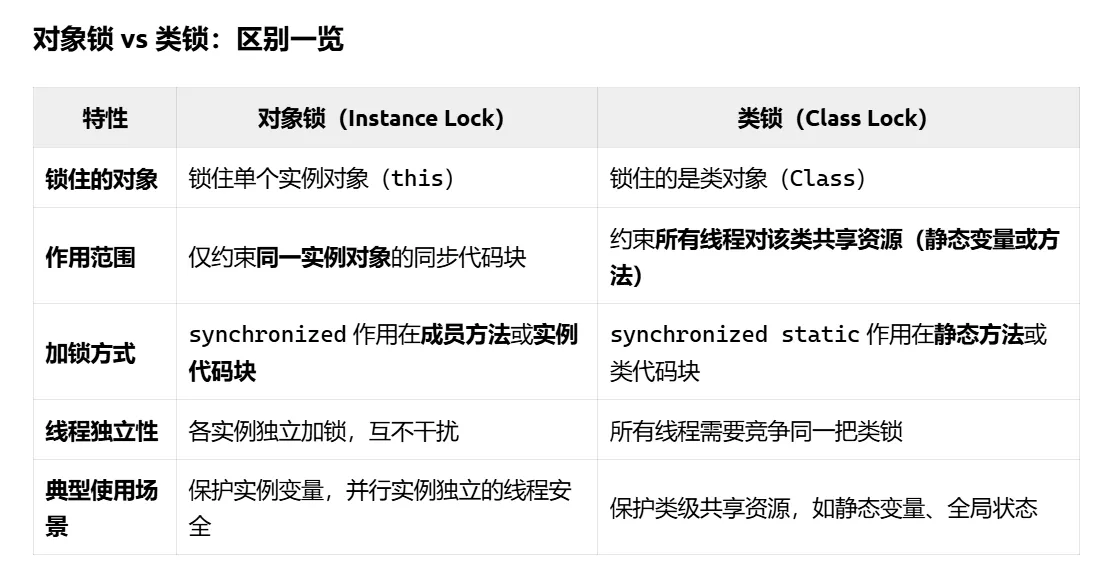 对象锁 vs 类锁：区别一览
特性
对象锁（Instance Lock）
类锁（Class Lock）
锁住的对象
锁住单个实例对象（this）
锁住的是类对象（Class）
作用范围
仅约束同一实例对象的同步代码块
约束所有线程对该类共享资源（静态变量或方
法）
加锁方式
synchronized 作用在成员方法或实例
代码块
synchronized static 作用在静态方法或
类代码块
线程独立性
各实例独立加锁，互不干扰
所有线程需要竞争同一把类锁
典型使用场
景
保护实例变量，并行实例独立的线程安
全
保护类级共享资源，如静态变量、全局状态